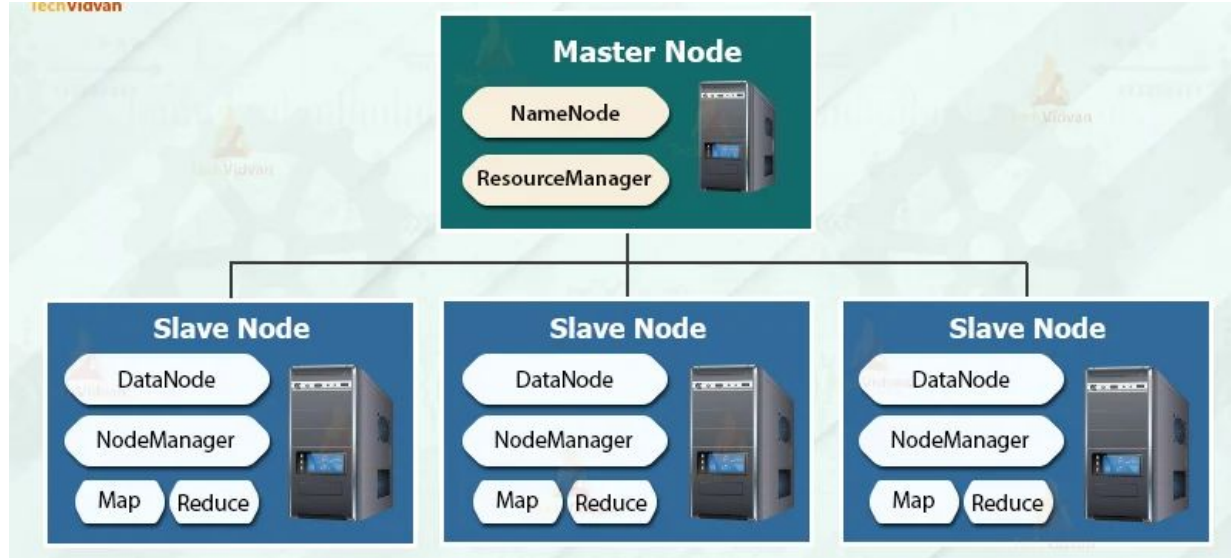 TechVidvan
Master Node
NameNode
ResourceManager
Slave Node
DataNode
NodeManager
Map Reduce
Slave Node
DataNode
NodeManager
Map Reduce
Slave Node
DataNode
NodeManager
Map Reduce